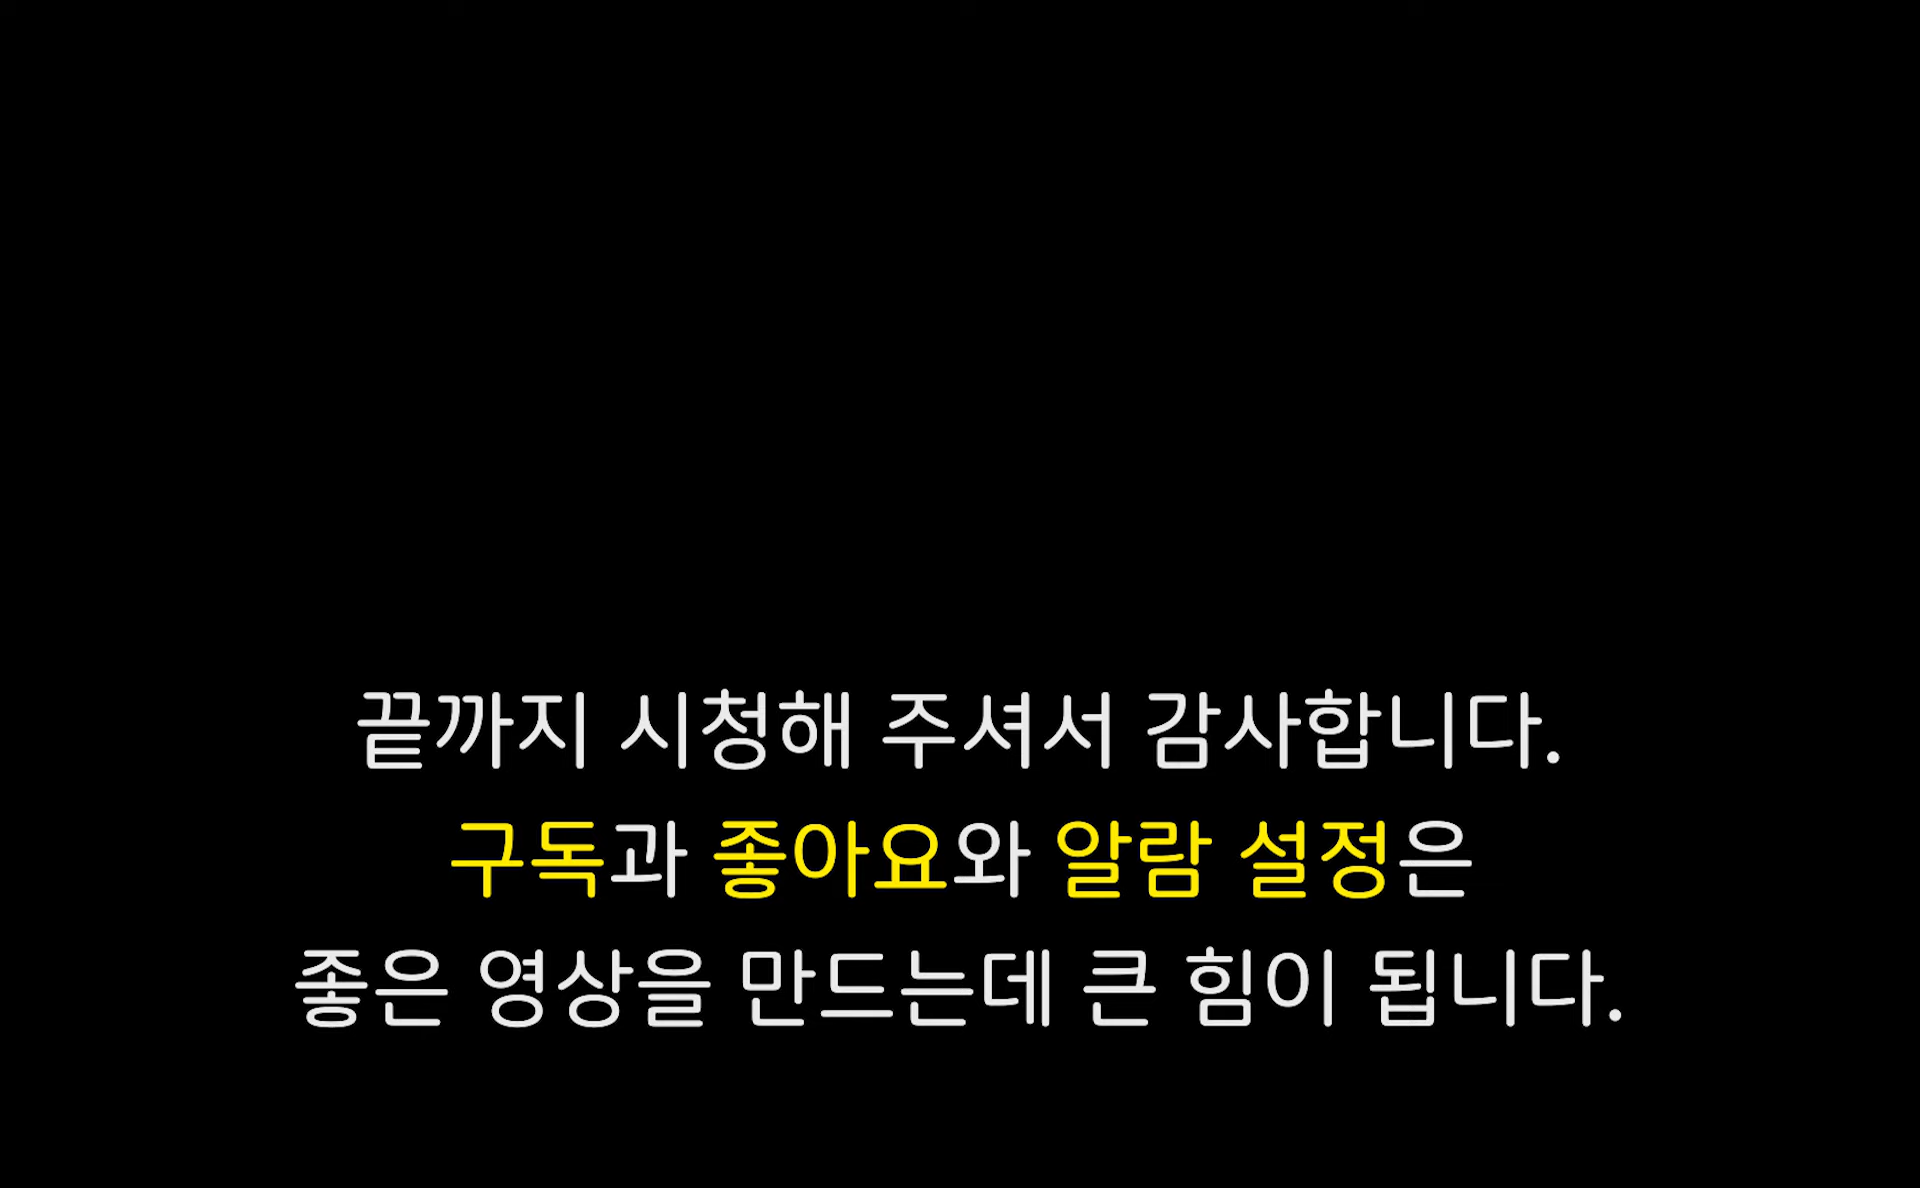 끝까지 시청해 주셔서 감사합니다.
구독과 좋아요와 알람 설정은
좋은 영상을 만드는데 큰 힘이 됩니다.